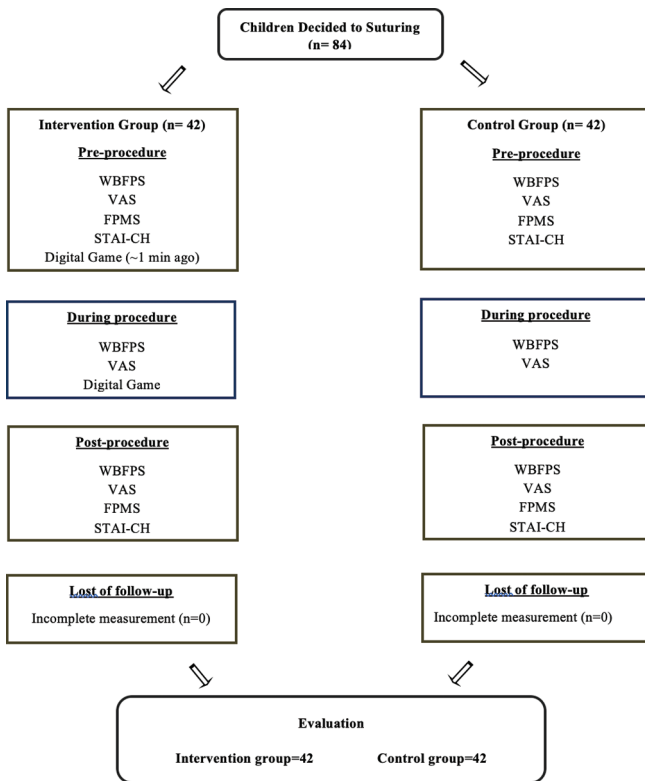 Children Decided to Suturing
(n= 84)
Intervention Group (n= 42)
Pre-procedure
WBFPS
VAS
FPMS
STAI-CH
Digital Game (~1 min ago)
Control Group (n= 42)
Pre-procedure
WBFPS
VAS
FPMS
STAI-CH
During procedure
WBFPS
VAS
Digital Game
During procedure
WBFPS
VAS
Post-procedure
WBFPS
VAS
FPMS
STAI-CH
Post-procedure
WBFPS
VAS
FPMS
STAI-CH
Lost of follow-up
Incomplete measurement (n=0)
Lost of follow-up
Incomplete measurement (n=0)
Evaluation
Intervention group=42 Control group=42